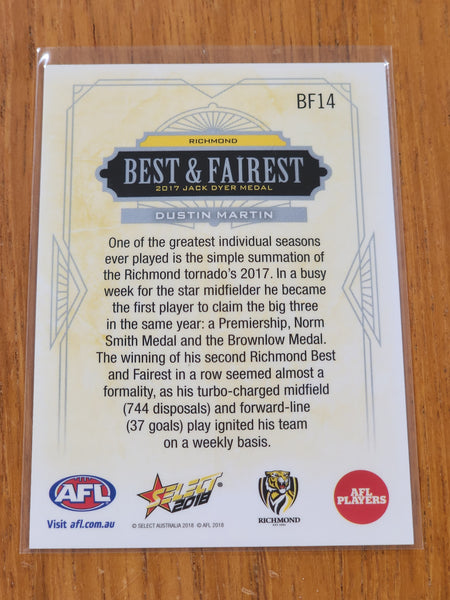 BF14
RICHMOND
BEST & FAIREST
2017 JACK DYER MEDAL
DUSTIN MARTIN
One of the greatest individual seasons
ever played is the simple summation of
the Richmond tornado's 2017. In a busy
week for the star midfielder he became
the first player to claim the big three
in the same year: a Premiership, Norm
Smith Medal and the Brownlow Medal.
The winning of his second Richmond Best
and Fairest in a row seemed almost a
formality, as his turbo-charged midfield
(744 disposals) and forward-line
(37 goals) play ignited his team
on a weekly basis.
AFL
Visit afl.com.au
SELECT
2018
© SELECT AUSTRALIA 2018 © AFL 2018
RICHMOND
EST 1885
AFL
PLAYERS